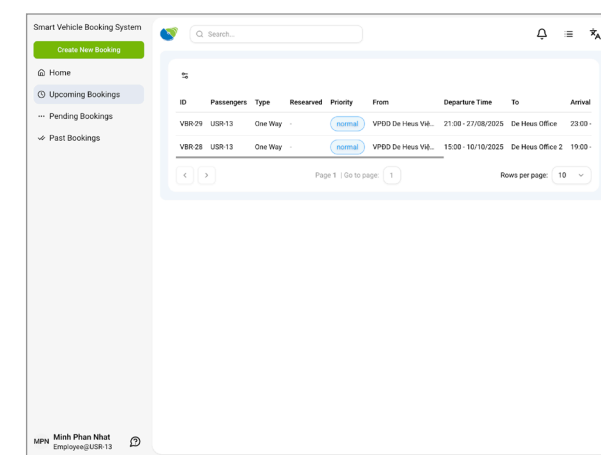 Smart Vehicle Booking System
Create New Booking
Home
Upcoming Bookings
Pending Bookings
Past Bookings
MPN
Minh Phan Nhat
Employee@USR-13
Search...
ID Passengers Type Researved Priority From Departure Time To Arrival
VBR-29 USR-13 One Way - normal VPĐD De Heus Việ... 21:00 - 27/08/2025 De Heus Office 23:00 -
VBR-28 USR-13 One Way - normal VPĐD De Heus Việ... 15:00 - 10/10/2025 De Heus Office 2 19:00 -
Page 1 | Go to page: 1
Rows per page: 10